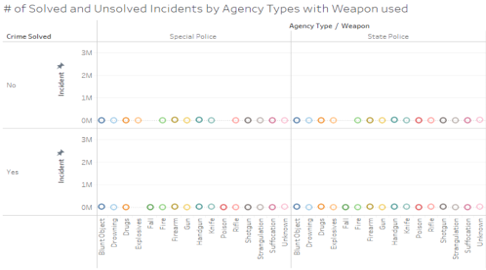 # of Solved and Unsolved Incidents by Agency Types with Weapon used
Agency Type / Weapon
Crime Solved
Special Police
State Police
No
Incident
3M
2M
1M
0M
Yes
Incident
3M
2M
1M
0M
Blunt Object
Drowning
Drugs
Explosives
Fall
Fire
Firearm
Gun
Handgun
Knife
Poison
Rifle
Shotgun
Strangulation
Suffocation
Unknown
Blunt Object
Drowning
Drugs
Explosives
Fall
Fire
Firearm
Gun
Handgun
Knife
Poison
Rifle
Shotgun
Strangulation
Suffocation
Unknown